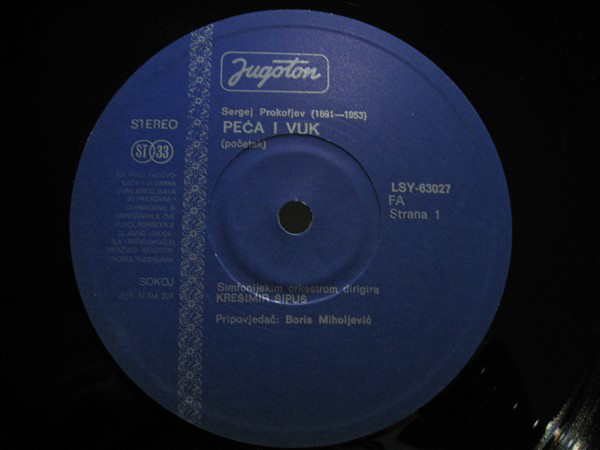 Jugoton
Sergej Prokofjev (1891—1953)
PEĆA I VUK
(početak)
STEREO
ST 33
LSY-63027
FA
Strana 1
SOKOJ
Simfonijskim orkestrom dirigira
KREŠIMIR ŠIPUŠ
Pripovjedač: Boris Miholjević